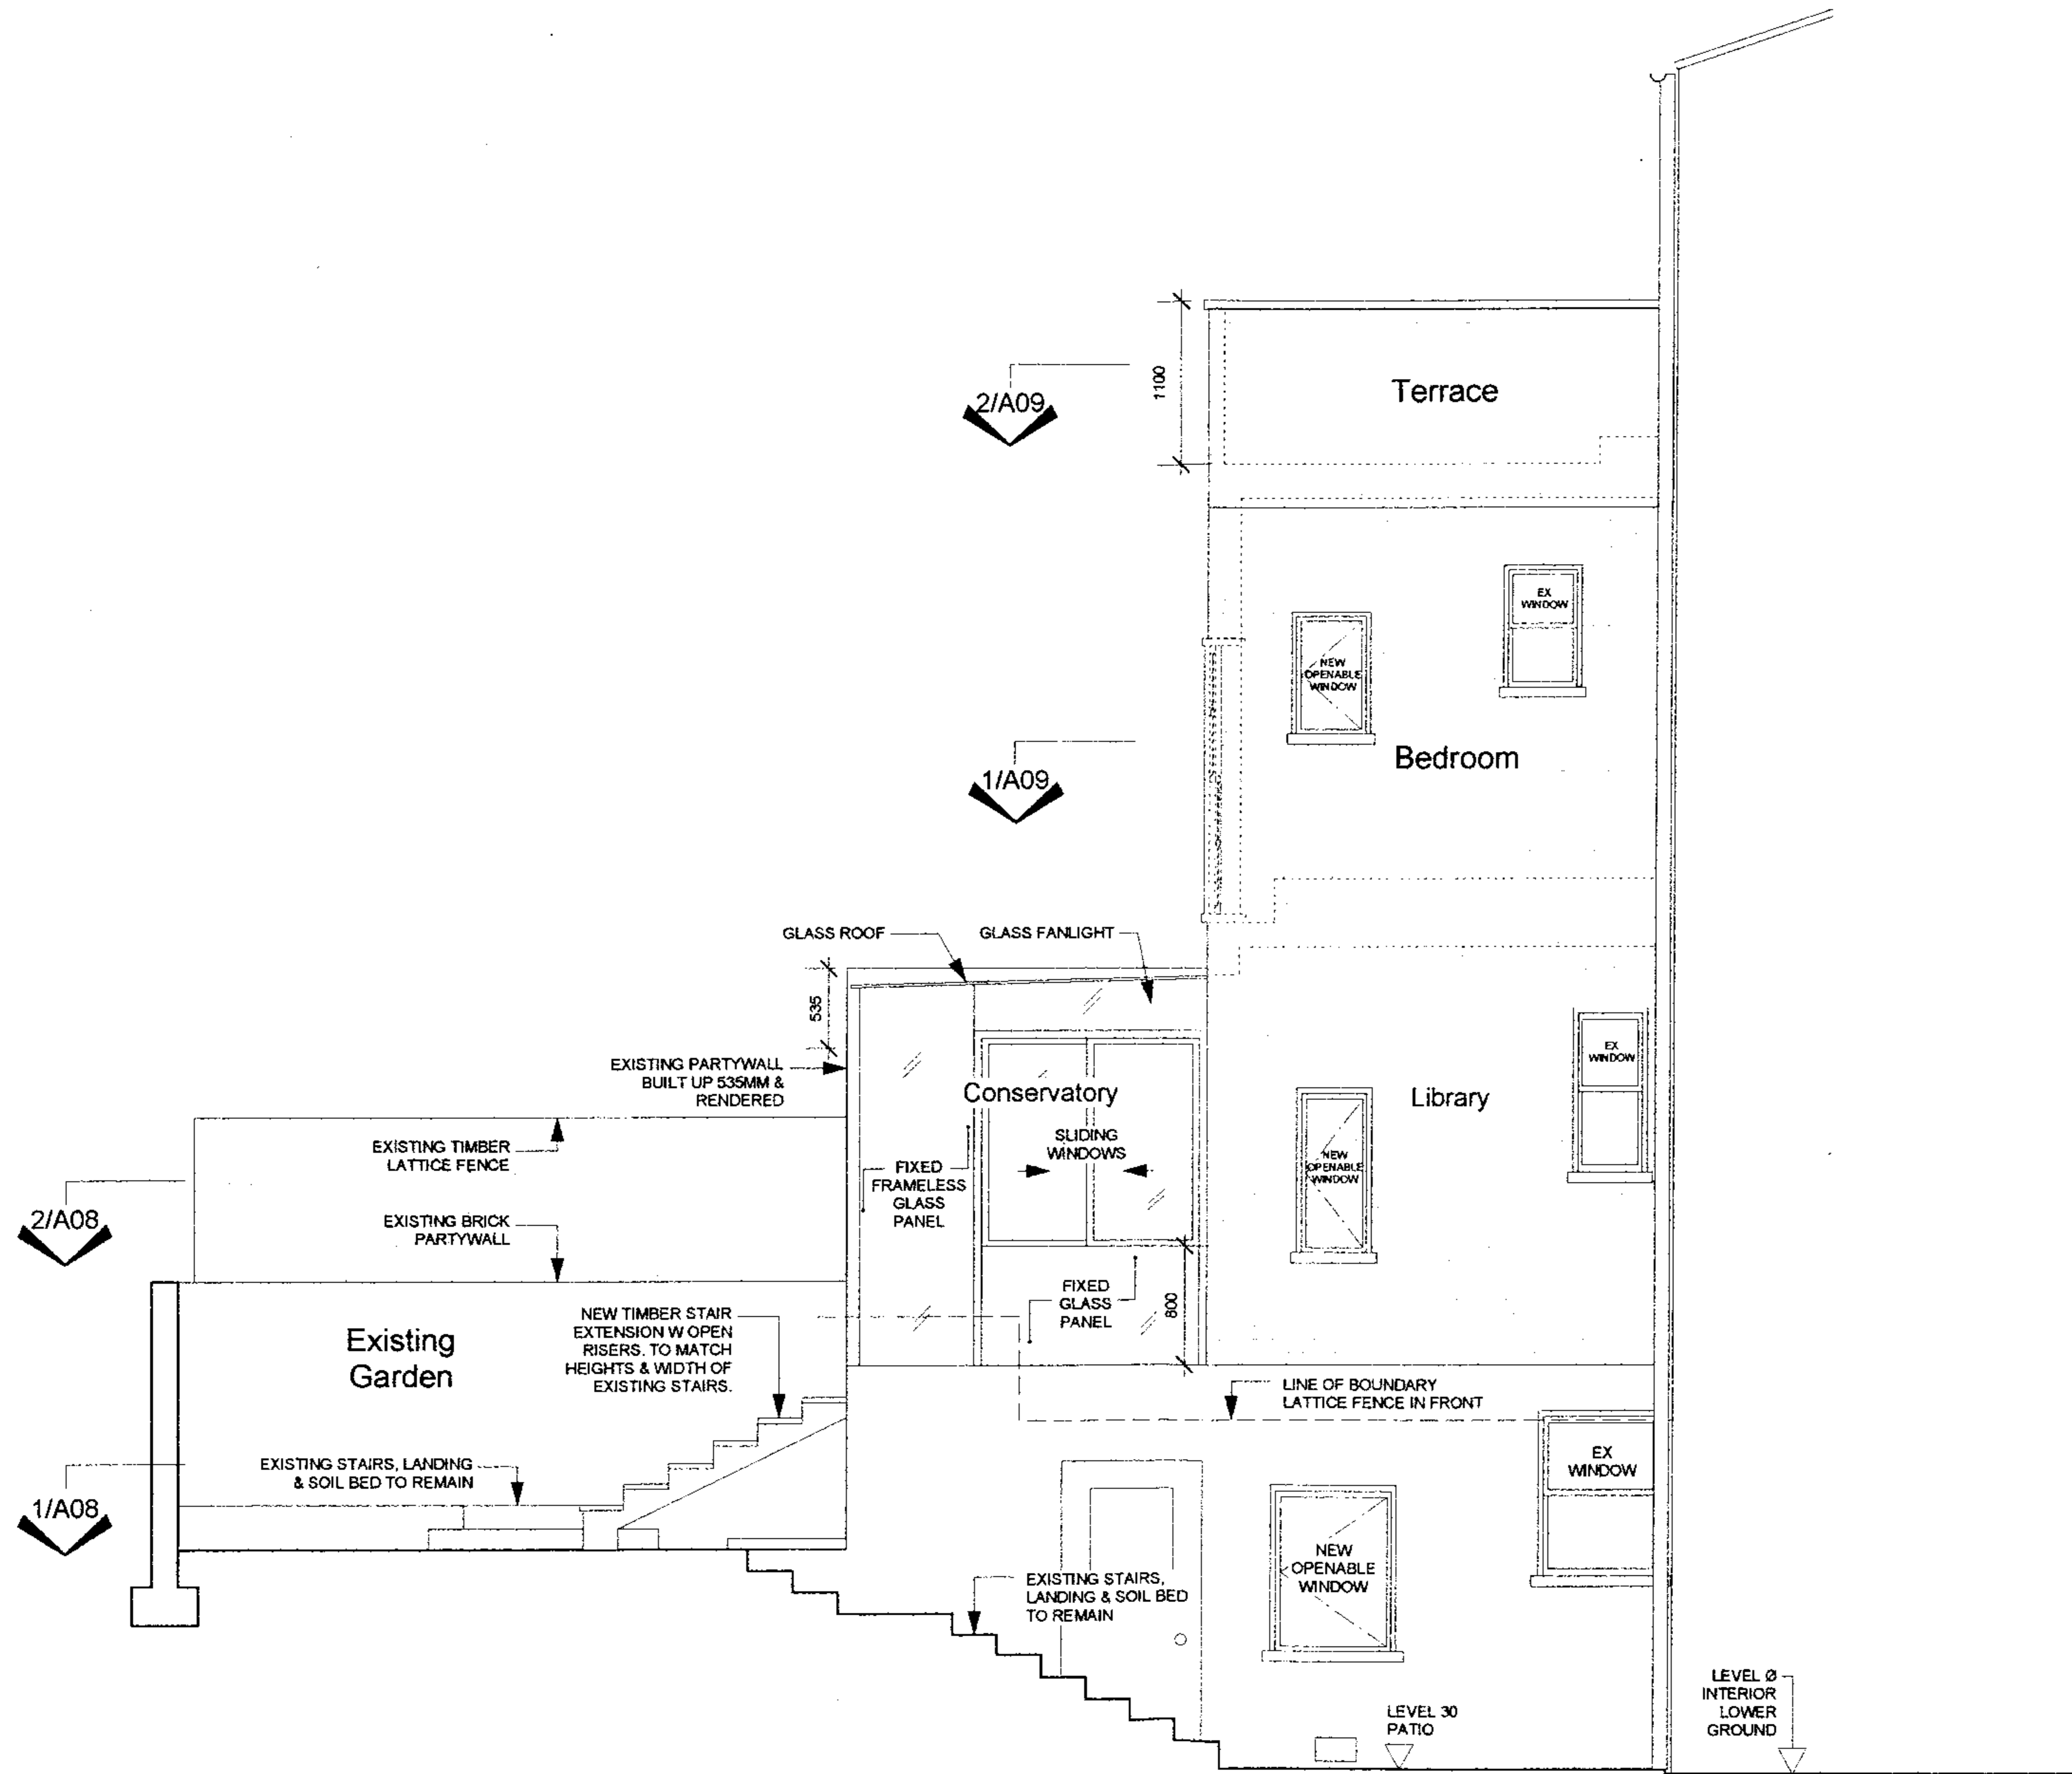 2/A09
1100
Terrace
EX
WINDOW
NEW
OPENABLE
WINDOW
Bedroom
1/A09
GLASS ROOF
GLASS FANLIGHT
535
EXISTING PARTYWALL
BUILT UP 535MM &
RENDERED
Conservatory
SLIDING
WINDOWS
FIXED
FRAMELESS
GLASS
PANEL
Library
EX
WINDOW
NEW
OPENABLE
WINDOW
EXISTING TIMBER
LATTICE FENCE
2/A08
EXISTING BRICK
PARTYWALL
FIXED
GLASS
PANEL
800
NEW TIMBER STAIR
EXTENSION W OPEN
RISERS. TO MATCH
HEIGHTS & WIDTH OF
EXISTING STAIRS.
Existing
Garden
LINE OF BOUNDARY
LATTICE FENCE IN FRONT
EX
WINDOW
EXISTING STAIRS, LANDING
& SOIL BED TO REMAIN
1/A08
NEW
OPENABLE
WINDOW
EXISTING STAIRS,
LANDING & SOIL BED
TO REMAIN
LEVEL 30
PATIO
LEVEL Ø
INTERIOR
LOWER
GROUND